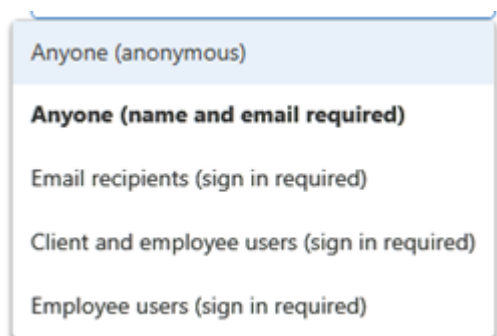 Anyone (anonymous)
Anyone (name and email required)
Email recipients (sign in required)
Client and employee users (sign in required)
Employee users (sign in required)